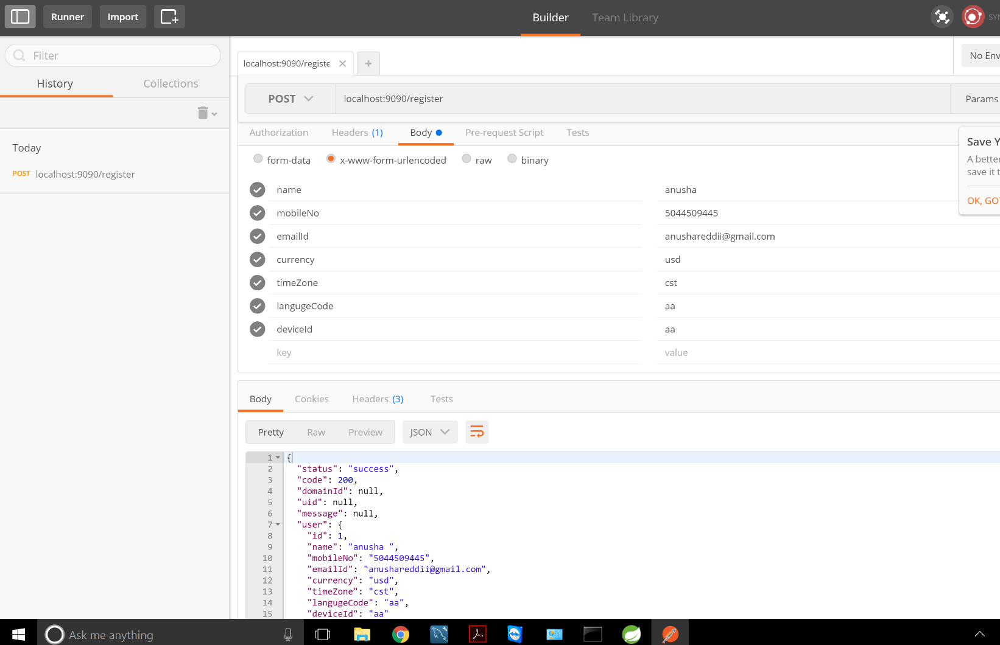 Runner Import Builder Team Library SYN
Filter
History Collections
localhost:9090/registe × + No Env
POST localhost:9090/register Params
Authorization Headers (1) Body Pre-request Script Tests
Today
POST localhost:9090/register
form-data x-www-form-urlencoded raw binary
Save Y
A better
save it t
OK, GOT
name anusha
mobileNo 5044509445
emailId anushareddii@gmail.com
currency usd
timeZone cst
langugeCode aa
deviceId aa
key value
Body Cookies Headers (3) Tests
Pretty Raw Preview JSON
1 {
2 "status": "success",
3 "code": 200,
4 "domainId": null,
5 "uid": null,
6 "message": null,
7 "user": {
8 "id": 1,
9 "name": "anusha ",
10 "mobileNo": "5044509445",
11 "emailId": "anushareddii@gmail.com",
12 "currency": "usd",
13 "timeZone": "cst",
14 "langugeCode": "aa",
15 "deviceId": "aa"
Ask me anything